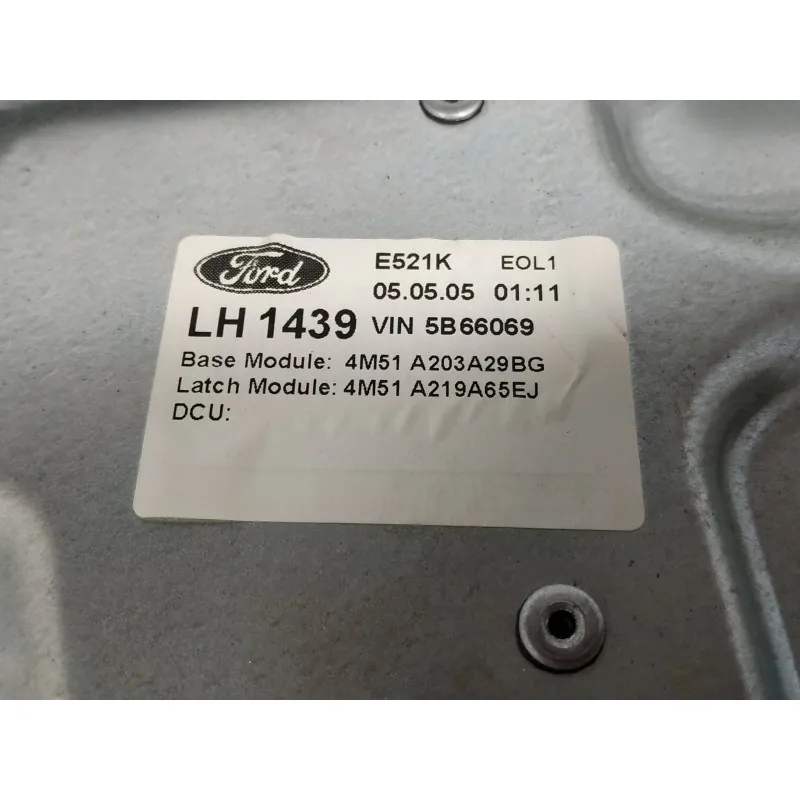 Ford
E521K EOL1
05.05.05 01:11
LH 1439 VIN 5B66069
Base Module: 4M51 A203A29BG
Latch Module: 4M51 A219A65EJ
DCU: